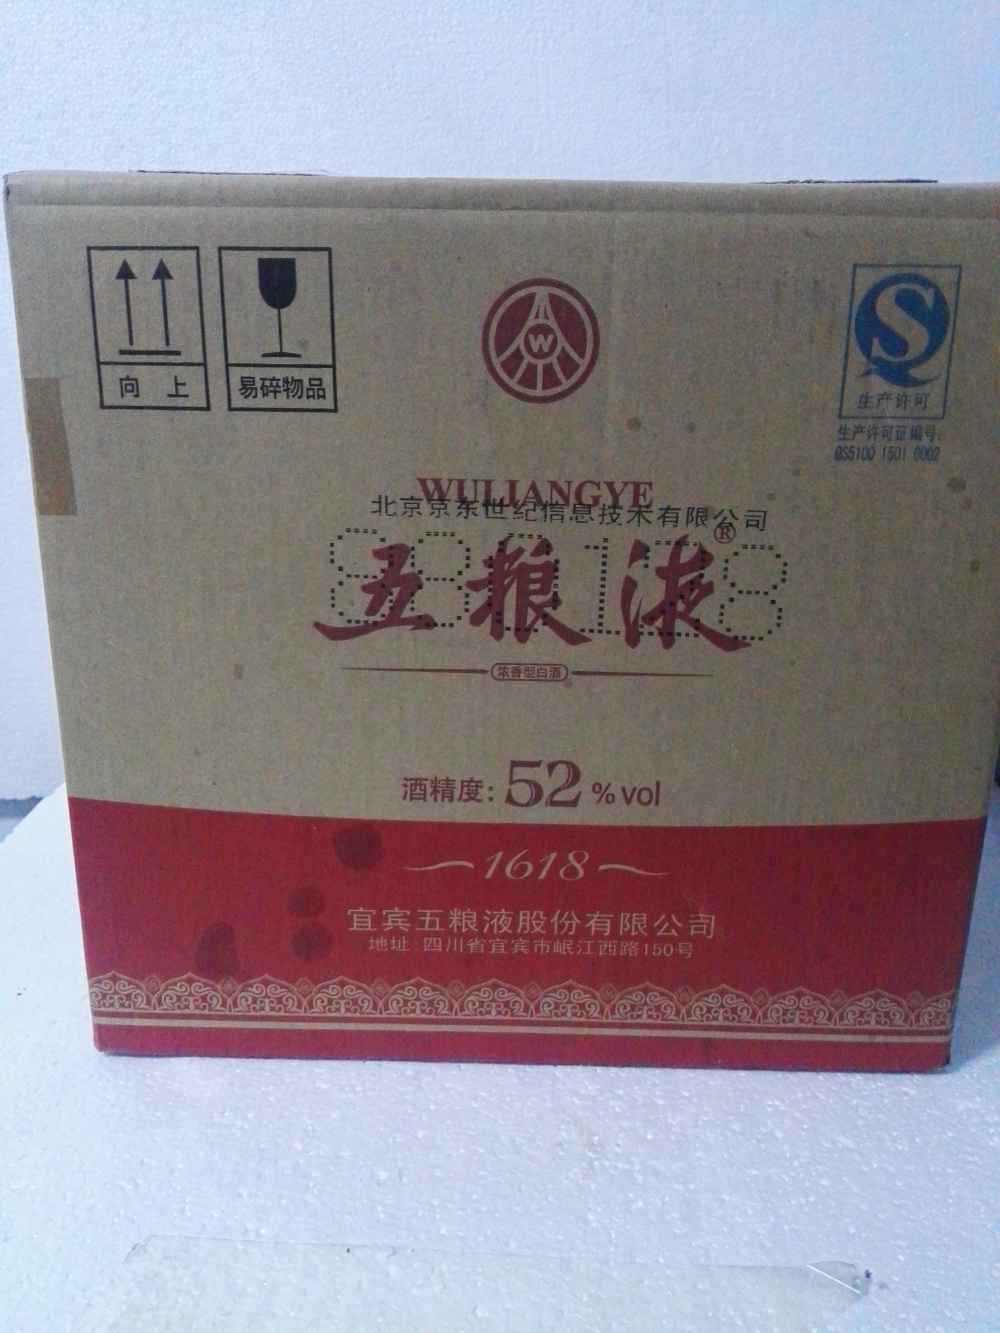 向 上
易碎物品
W
S
生产许可
生产许可证编号:
QS5100 1501 0002
WULIANGYE
北京京东世纪信息技术有限公司
五粮液®
浓香型白酒
酒精度: 52 %vol
1618
宜宾五粮液股份有限公司
地址:四川省宜宾市岷江西路150号